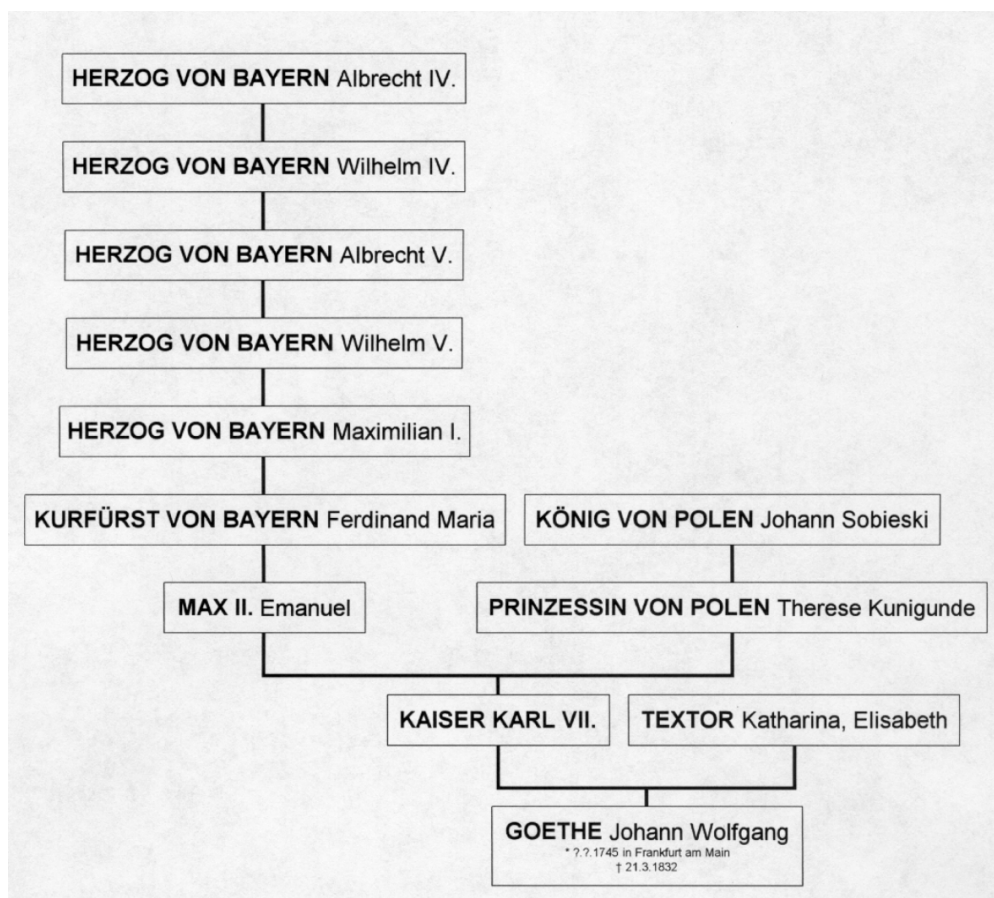 HERZOG VON BAYERN Albrecht IV.
HERZOG VON BAYERN Wilhelm IV.
HERZOG VON BAYERN Albrecht V.
HERZOG VON BAYERN Wilhelm V.
HERZOG VON BAYERN Maximilian I.
KURFÜRST VON BAYERN Ferdinand Maria
KÖNIG VON POLEN Johann Sobieski
MAX II. Emanuel
PRINZESSIN VON POLEN Therese Kunigunde
KAISER KARL VII.
TEXTOR Katharina, Elisabeth
GOETHE Johann Wolfgang
* ?.?.1745 in Frankfurt am Main
† 21.3.1832